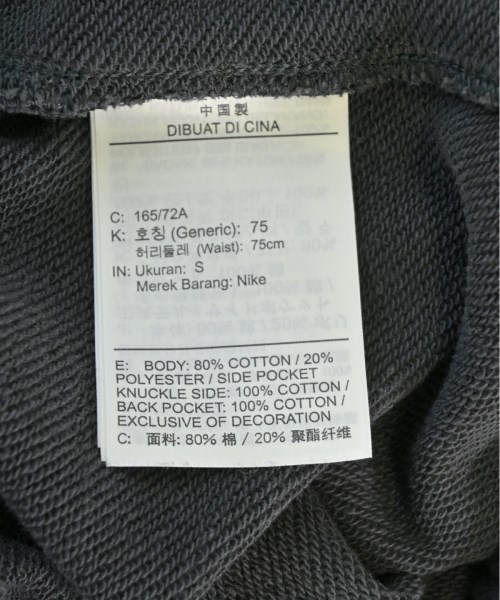 中国製
DIBUAT DI CINA
C: 165/72A
K: 호칭 (Generic): 75
허리둘레 (Waist): 75cm
IN: Ukuran: S
Merek Barang: Nike
E: BODY: 80% COTTON / 20%
POLYESTER / SIDE POCKET
KNUCKLE SIDE: 100% COTTON /
BACK POCKET: 100% COTTON /
EXCLUSIVE OF DECORATION
C: 面料: 80% 棉 / 20% 聚酯纤维